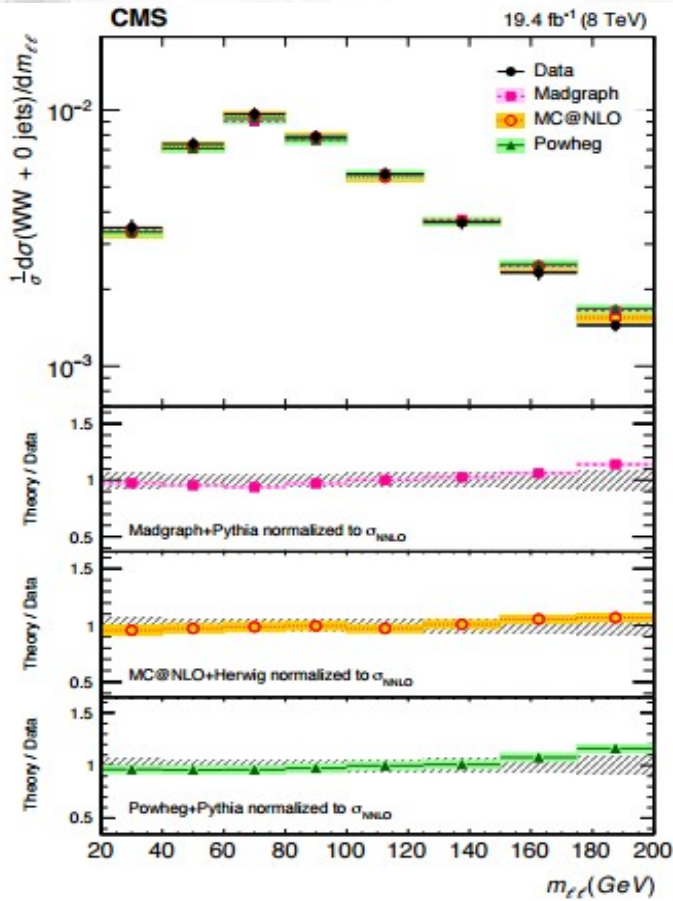 CMS 19.4 fb⁻¹ (8 TeV)
Data
Madgraph
MC@NLO
Powheg
1/σ dσ(WW + 0 jets)/dm_ℓℓ
10⁻²
10⁻³
Theory / Data
1.5
1
0.5
Madgraph+Pythia normalized to σ_NNLO
Theory / Data
1.5
1
0.5
MC@NLO+Herwig normalized to σ_NNLO
Theory / Data
1.5
1
0.5
Powheg+Pythia normalized to σ_NNLO
20 40 60 80 100 120 140 160 180 200
m_ℓℓ(GeV)